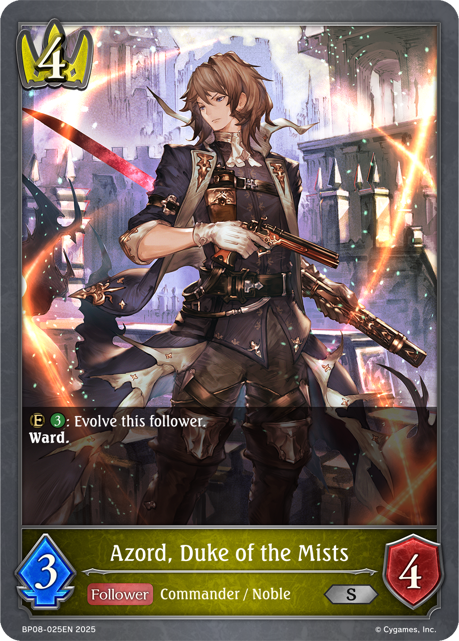 4
E 3: Evolve this follower.
Ward.
Azord, Duke of the Mists
3
Follower Commander / Noble S
4
BP08-025EN 2025 © Cygames, Inc.